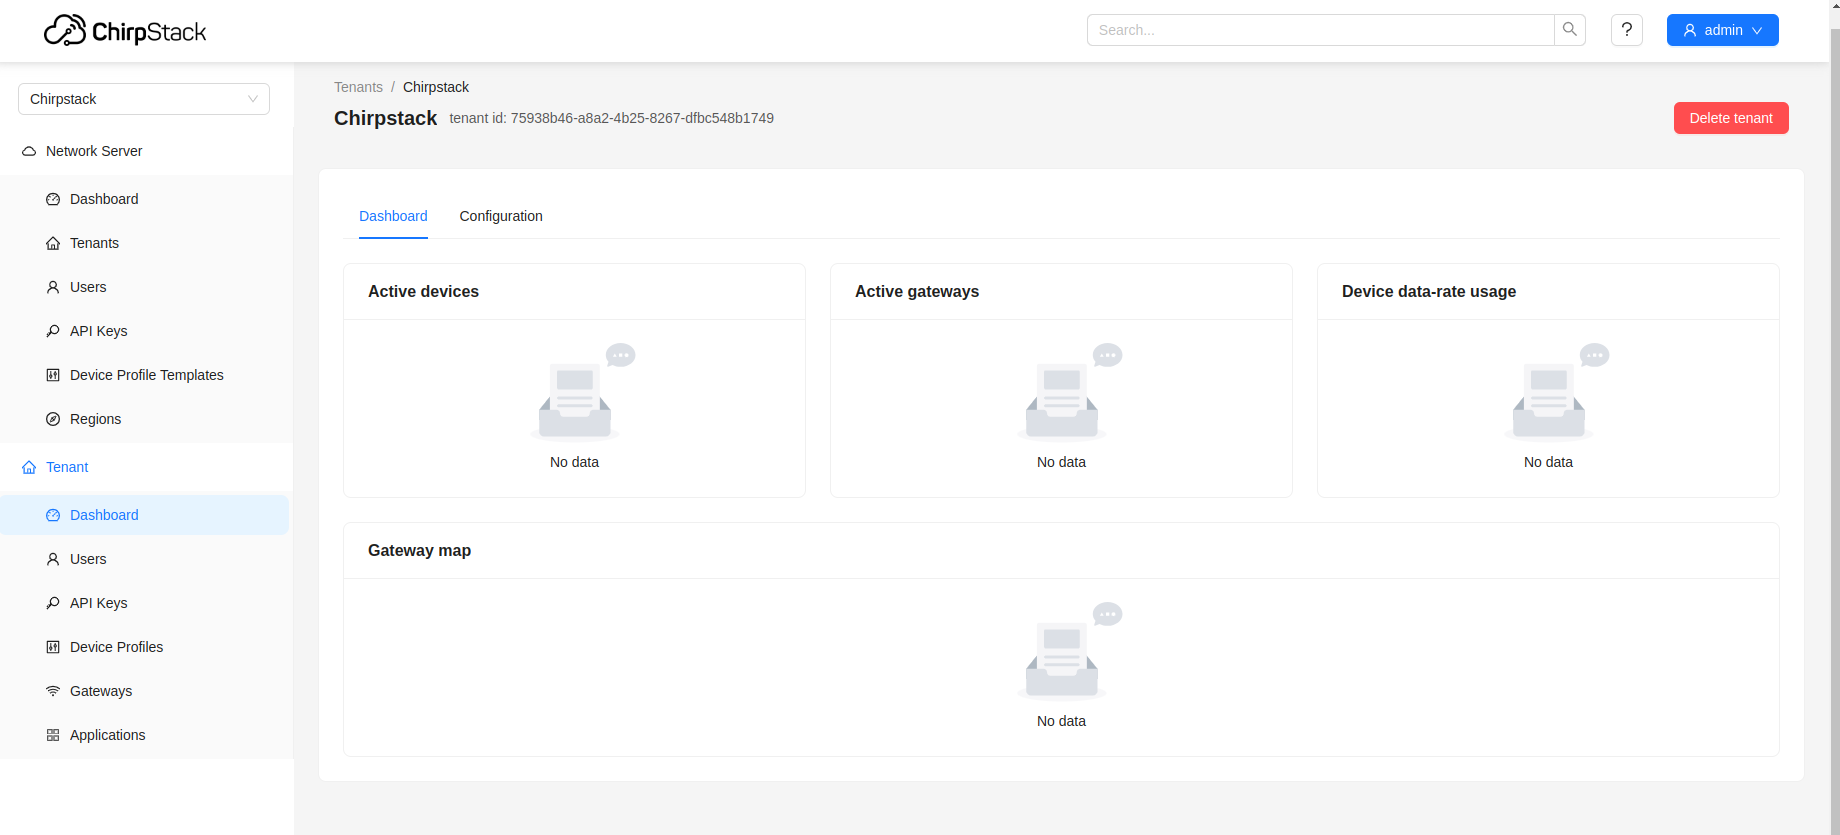 ChirpStack
Search...
?
admin
Chirpstack
Network Server
Dashboard
Tenants
Users
API Keys
Device Profile Templates
Regions
Tenant
Dashboard
Users
API Keys
Device Profiles
Gateways
Applications
Tenants / Chirpstack
Chirpstack tenant id: 75938b46-a8a2-4b25-8267-dfbc548b1749
Delete tenant
Dashboard Configuration
Active devices
No data
Active gateways
No data
Device data-rate usage
No data
Gateway map
No data